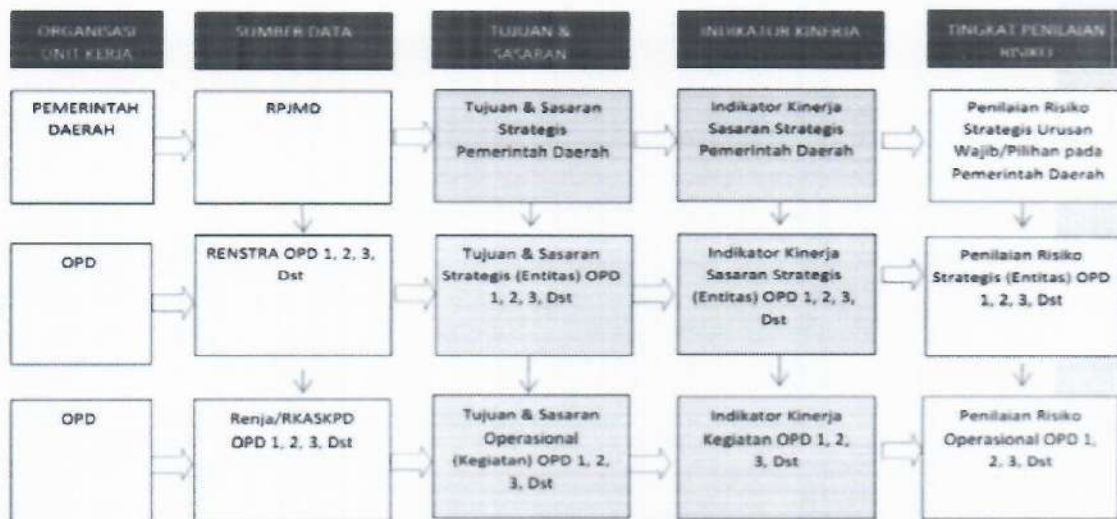 ORGANISASI
UNIT KERJA
SUMBER DATA
TUJUAN &
SASARAN
INDIKATOR KINERJA
TINGKAT PENILAIAN
RISIKO
PEMERINTAH
DAERAH
RPJMD
Tujuan & Sasaran
Strategis
Pemerintah Daerah
Indikator Kinerja
Sasaran Strategis
Pemerintah Daerah
Penilaian Risiko
Strategis Urusan
Wajib/Pilihan pada
Pemerintah Daerah
OPD
RENSTRA OPD 1, 2, 3,
Dst
Tujuan & Sasaran
Strategis (Entitas) OPD
1, 2, 3, Dst
Indikator Kinerja
Sasaran Strategis
(Entitas) OPD 1, 2, 3,
Dst
Penilaian Risiko
Strategis (Entitas) OPD
1, 2, 3, Dst
OPD
Renja/RKASKPD
OPD 1, 2, 3, Dst
Tujuan & Sasaran
Operasional
(Kegiatan) OPD 1, 2,
3, Dst
Indikator Kinerja
Kegiatan OPD 1, 2,
3, Dst
Penilaian Risiko
Operasional OPD 1,
2, 3, Dst